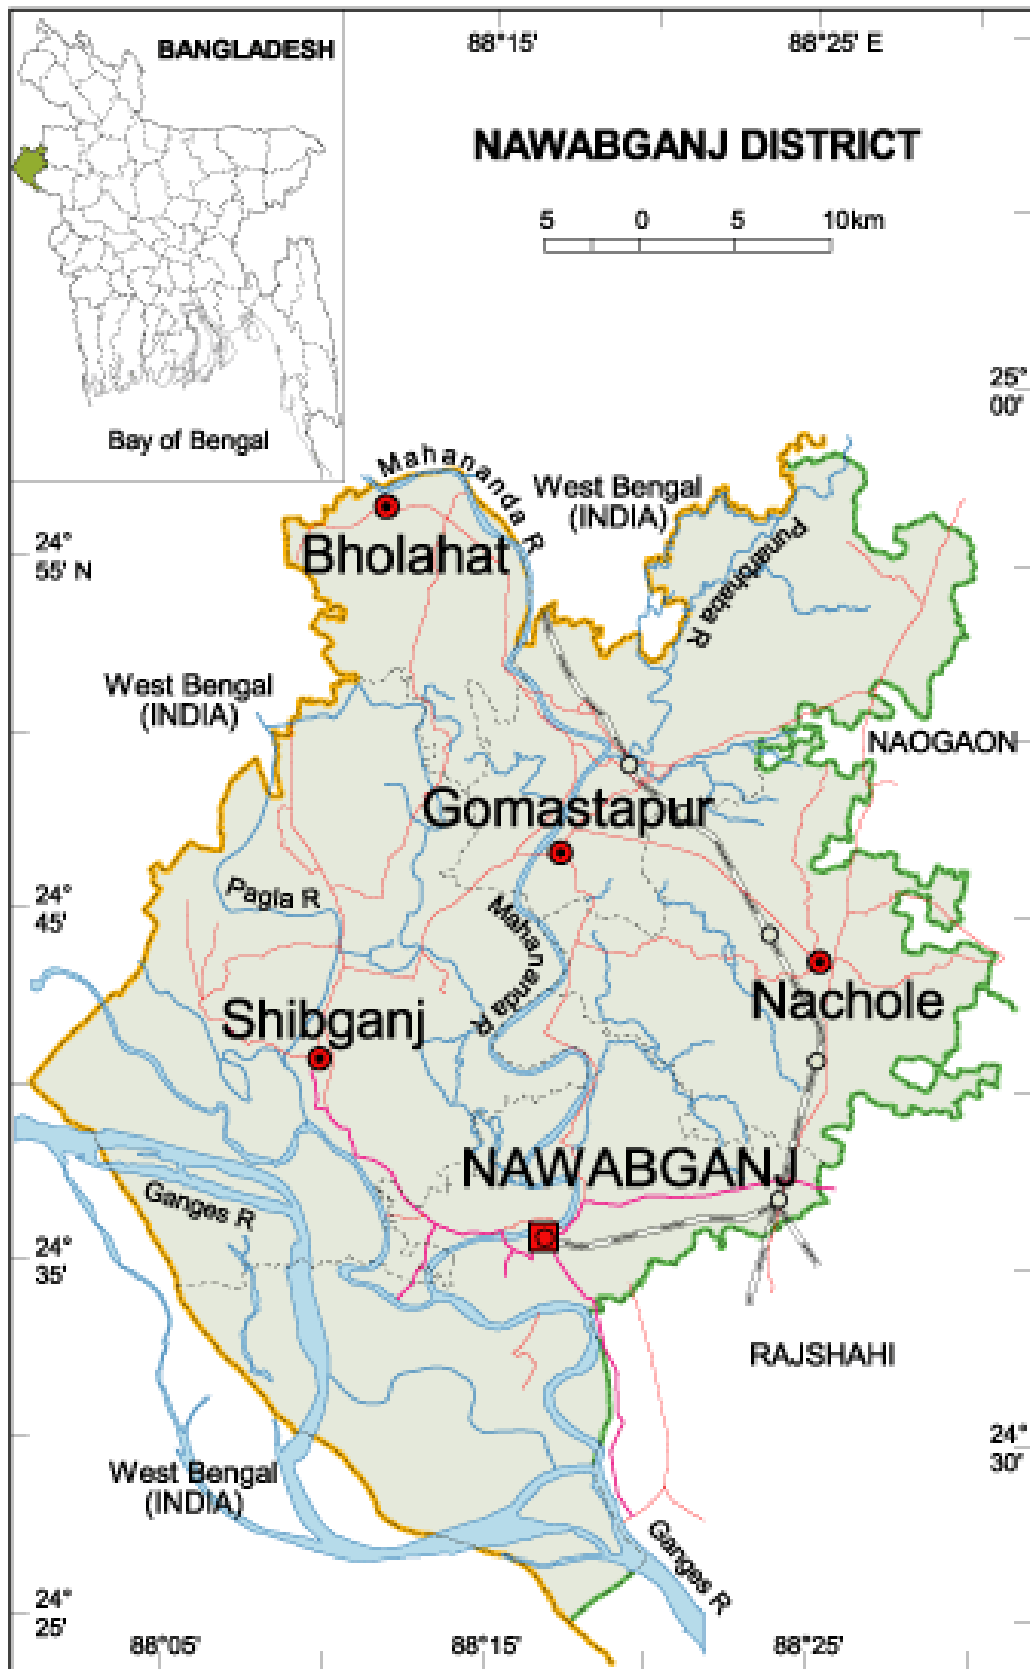 BANGLADESH
Bay of Bengal
88°15'
88°25' E
NAWABGANJ DISTRICT
5 0 5 10km
25°
00'
Mahananda R
West Bengal
(INDIA)
Punarbhaba R
Bholahat
24°
55' N
West Bengal
(INDIA)
NAOGAON
Gomastapur
Pagla R
24°
45'
Mahananda R
Nachole
Shibganj
NAWABGANJ
Ganges R
24°
35'
RAJSHAHI
24°
30'
West Bengal
(INDIA)
Ganges R
24°
25'
88°05'
88°15'
88°25'